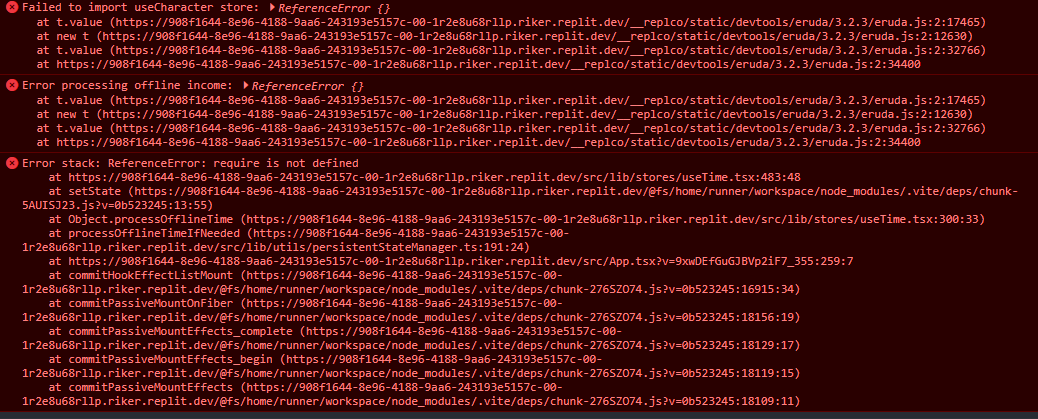 Failed to import useCharacter store: ▶ReferenceError {}
at t.value (https://908f1644-8e96-4188-9aa6-243193e5157c-00-1r2e8u68rllp.riker.replit.dev/__replco/static/devtools/eruda/3.2.3/eruda.js:2:17465)
at new t (https://908f1644-8e96-4188-9aa6-243193e5157c-00-1r2e8u68rllp.riker.replit.dev/__replco/static/devtools/eruda/3.2.3/eruda.js:2:12630)
at t.value (https://908f1644-8e96-4188-9aa6-243193e5157c-00-1r2e8u68rllp.riker.replit.dev/__replco/static/devtools/eruda/3.2.3/eruda.js:2:32766)
at https://908f1644-8e96-4188-9aa6-243193e5157c-00-1r2e8u68rllp.riker.replit.dev/__replco/static/devtools/eruda/3.2.3/eruda.js:2:34400
Error processing offline income: ▶ReferenceError {}
at t.value (https://908f1644-8e96-4188-9aa6-243193e5157c-00-1r2e8u68rllp.riker.replit.dev/__replco/static/devtools/eruda/3.2.3/eruda.js:2:17465)
at new t (https://908f1644-8e96-4188-9aa6-243193e5157c-00-1r2e8u68rllp.riker.replit.dev/__replco/static/devtools/eruda/3.2.3/eruda.js:2:12630)
at t.value (https://908f1644-8e96-4188-9aa6-243193e5157c-00-1r2e8u68rllp.riker.replit.dev/__replco/static/devtools/eruda/3.2.3/eruda.js:2:32766)
at https://908f1644-8e96-4188-9aa6-243193e5157c-00-1r2e8u68rllp.riker.replit.dev/__replco/static/devtools/eruda/3.2.3/eruda.js:2:34400
Error stack: ReferenceError: require is not defined
at https://908f1644-8e96-4188-9aa6-243193e5157c-00-1r2e8u68rllp.riker.replit.dev/src/lib/stores/useTime.tsx:483:48
at setState (https://908f1644-8e96-4188-9aa6-243193e5157c-00-1r2e8u68rllp.riker.replit.dev/@fs/home/runner/workspace/node_modules/.vite/deps/chunk-
5AUISJ23.js?v=0b523245:13:55)
at Object.processOfflineTime (https://908f1644-8e96-4188-9aa6-243193e5157c-00-1r2e8u68rllp.riker.replit.dev/src/lib/stores/useTime.tsx:300:33)
at processOfflineTimeIfNeeded (https://908f1644-8e96-4188-9aa6-243193e5157c-00-
1r2e8u68rllp.riker.replit.dev/src/lib/utils/persistentStateManager.ts:191:24)
at https://908f1644-8e96-4188-9aa6-243193e5157c-00-1r2e8u68rllp.riker.replit.dev/src/App.tsx?v=9xwDEfGuGJBVp2iF7_355:259:7
at commitHookEffectListMount (https://908f1644-8e96-4188-9aa6-243193e5157c-00-
1r2e8u68rllp.riker.replit.dev/@fs/home/runner/workspace/node_modules/.vite/deps/chunk-276SZO74.js?v=0b523245:16915:34)
at commitPassiveMountOnFiber (https://908f1644-8e96-4188-9aa6-243193e5157c-00-
1r2e8u68rllp.riker.replit.dev/@fs/home/runner/workspace/node_modules/.vite/deps/chunk-276SZO74.js?v=0b523245:18156:19)
at commitPassiveMountEffects_complete (https://908f1644-8e96-4188-9aa6-243193e5157c-00-
1r2e8u68rllp.riker.replit.dev/@fs/home/runner/workspace/node_modules/.vite/deps/chunk-276SZO74.js?v=0b523245:18129:17)
at commitPassiveMountEffects_begin (https://908f1644-8e96-4188-9aa6-243193e5157c-00-
1r2e8u68rllp.riker.replit.dev/@fs/home/runner/workspace/node_modules/.vite/deps/chunk-276SZO74.js?v=0b523245:18119:15)
at commitPassiveMountEffects (https://908f1644-8e96-4188-9aa6-243193e5157c-00-
1r2e8u68rllp.riker.replit.dev/@fs/home/runner/workspace/node_modules/.vite/deps/chunk-276SZO74.js?v=0b523245:18109:11)